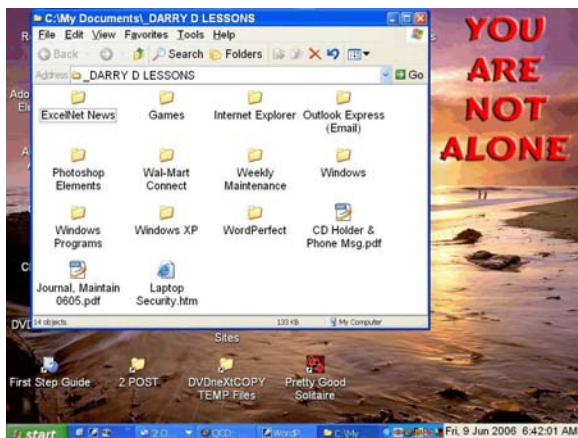 C:\My Documents\_DARRY D LESSONS
File Edit View Favorites Tools Help
Back Search Folders
Address _DARRY D LESSONS Go
ExcelNet News
Games
Internet Explorer
Outlook Express
(Email)
Photoshop
Elements
Wal-Mart
Connect
Weekly
Maintenance
Windows
Windows
Programs
Windows XP
WordPerfect
CD Holder &
Phone Msg.pdf
Journal, Maintain
0605.pdf
Laptop
Security.htm
14 objects
133 KB
My Computer
YOU
ARE
NOT
ALONE
Sites
First Step Guide
2 POST
DVDneXtCOPY
TEMP Files
Pretty Good
Solitaire
start
C:\My
Fri, 9 Jun 2006 6:42:01 AM